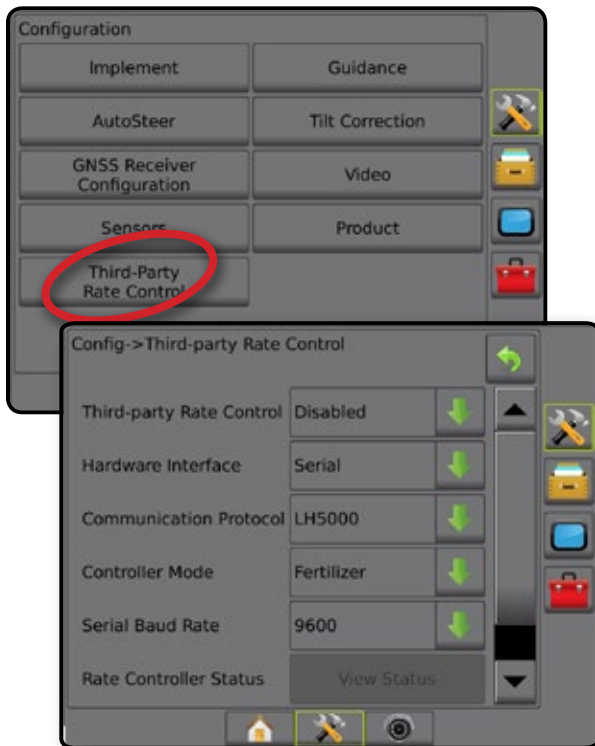 Configuration
Implement
Guidance
AutoSteer
Tilt Correction
GNSS Receiver
Configuration
Video
Sensors
Product
Third-Party
Rate Control
Config->Third-party Rate Control
Third-party Rate Control
Disabled
Hardware Interface
Serial
Communication Protocol
LH5000
Controller Mode
Fertilizer
Serial Baud Rate
9600
Rate Controller Status
View Status